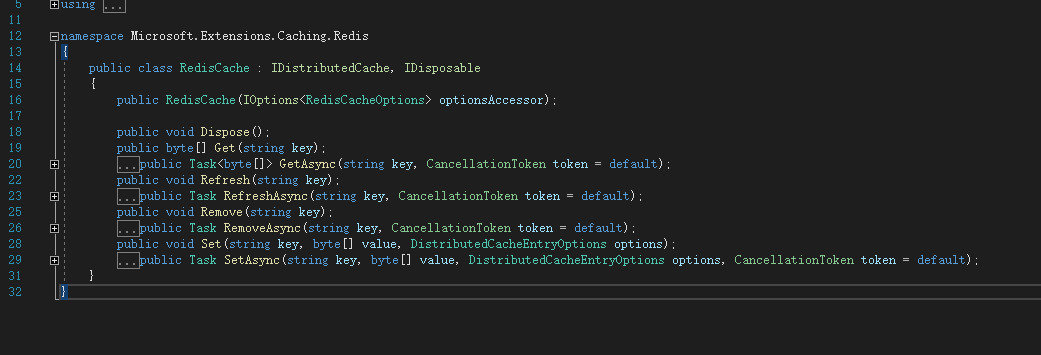 5 using ...
11
12 namespace Microsoft.Extensions.Caching.Redis
13 {
14 public class RedisCache : IDistributedCache, IDisposable
15 {
16 public RedisCache(IOptions<RedisCacheOptions> optionsAccessor);
17
18 public void Dispose();
19 public byte[] Get(string key);
20 ...public Task<byte[]> GetAsync(string key, CancellationToken token = default);
22 public void Refresh(string key);
23 ...public Task RefreshAsync(string key, CancellationToken token = default);
25 public void Remove(string key);
26 ...public Task RemoveAsync(string key, CancellationToken token = default);
28 public void Set(string key, byte[] value, DistributedCacheEntryOptions options);
29 ...public Task SetAsync(string key, byte[] value, DistributedCacheEntryOptions options, CancellationToken token = default);
31 }
32 }